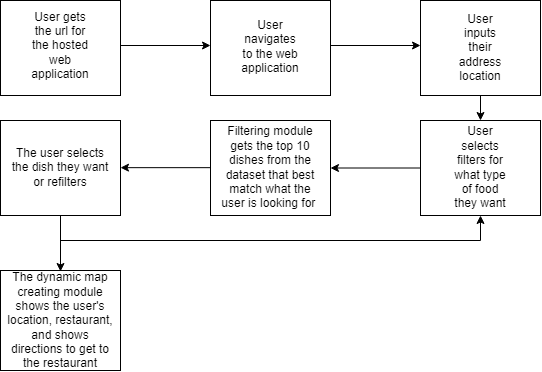 User gets
the url for
the hosted
web
application
User
navigates
to the web
application
User
inputs
their
address
location
User
selects
filters for
what type
of food
they want
Filtering module
gets the top 10
dishes from the
dataset that best
match what the
user is looking for
The user selects
the dish they want
or refilters
The dynamic map
creating module
shows the user's
location, restaurant,
and shows
directions to get to
the restaurant